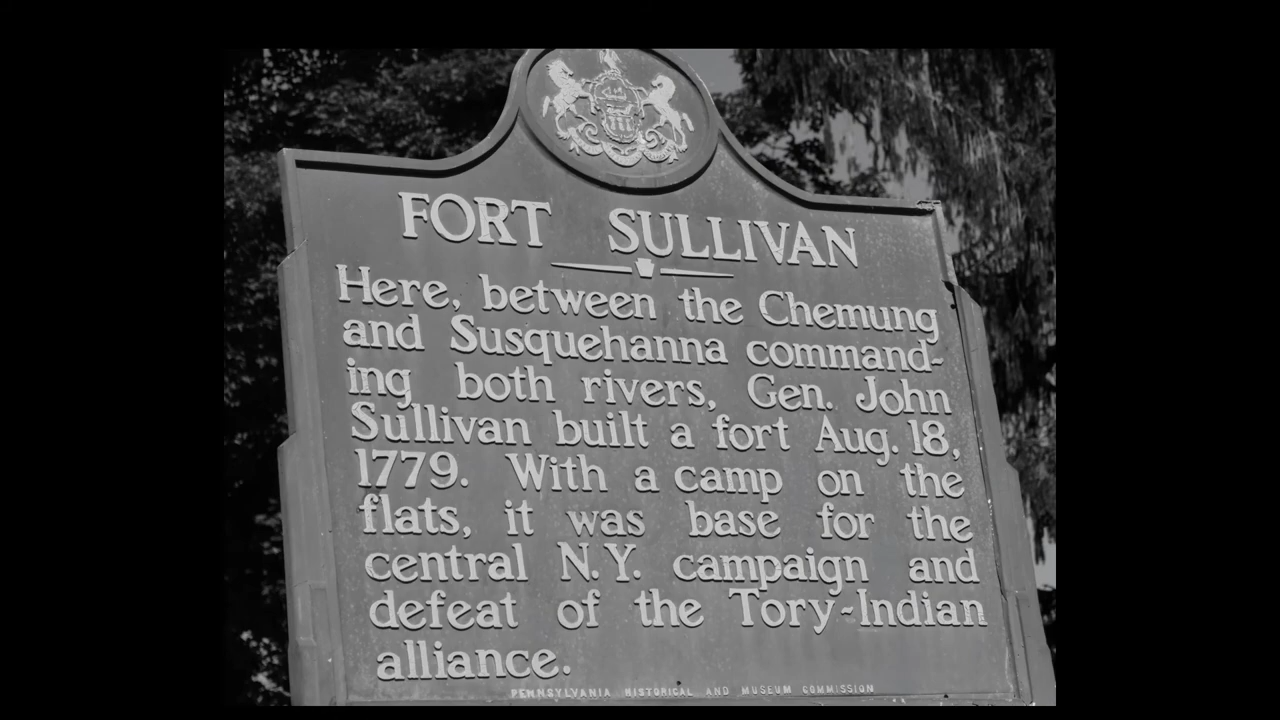 FORT SULLIVAN
Here, between the Chemung
and Susquehanna command-
ing both rivers, Gen. John
Sullivan built a fort Aug. 18,
1779. With a camp on the
flats, it was base for the
central N.Y. campaign and
defeat of the Tory-Indian
alliance.
PENNSYLVANIA HISTORICAL AND MUSEUM COMMISSION